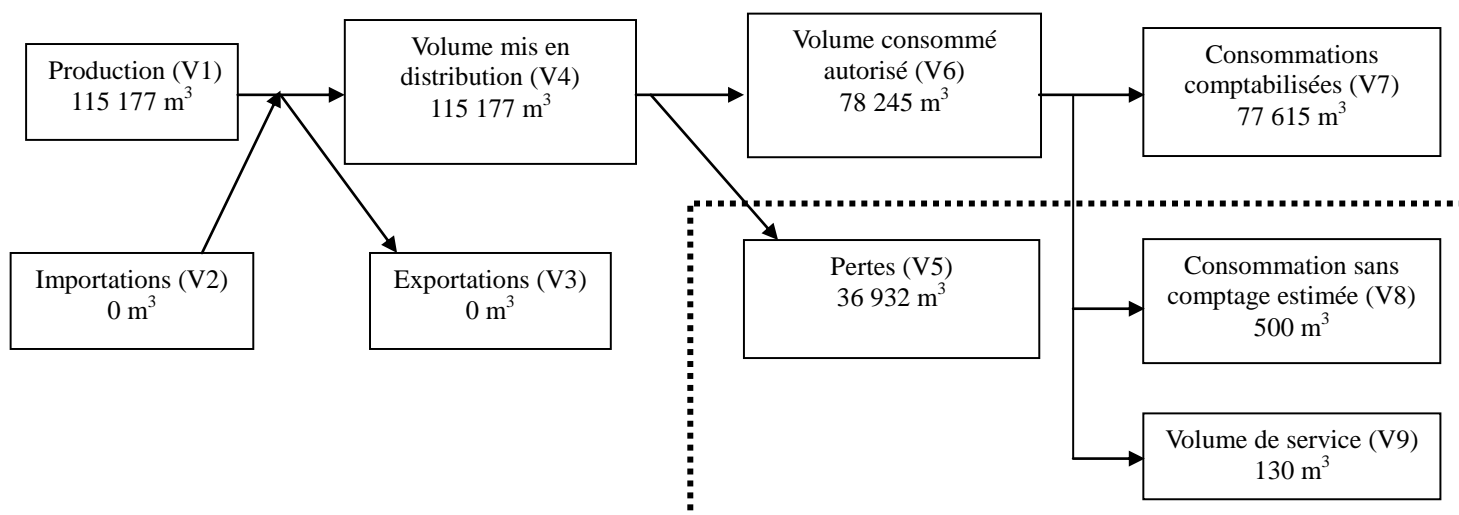 Production (V1)
115 177 m³
Volume mis en
distribution (V4)
115 177 m³
Volume consommé
autorisé (V6)
78 245 m³
Consommations
comptabilisées (V7)
77 615 m³
Importations (V2)
0 m³
Exportations (V3)
0 m³
Pertes (V5)
36 932 m³
Consommation sans
comptage estimée (V8)
500 m³
Volume de service (V9)
130 m³